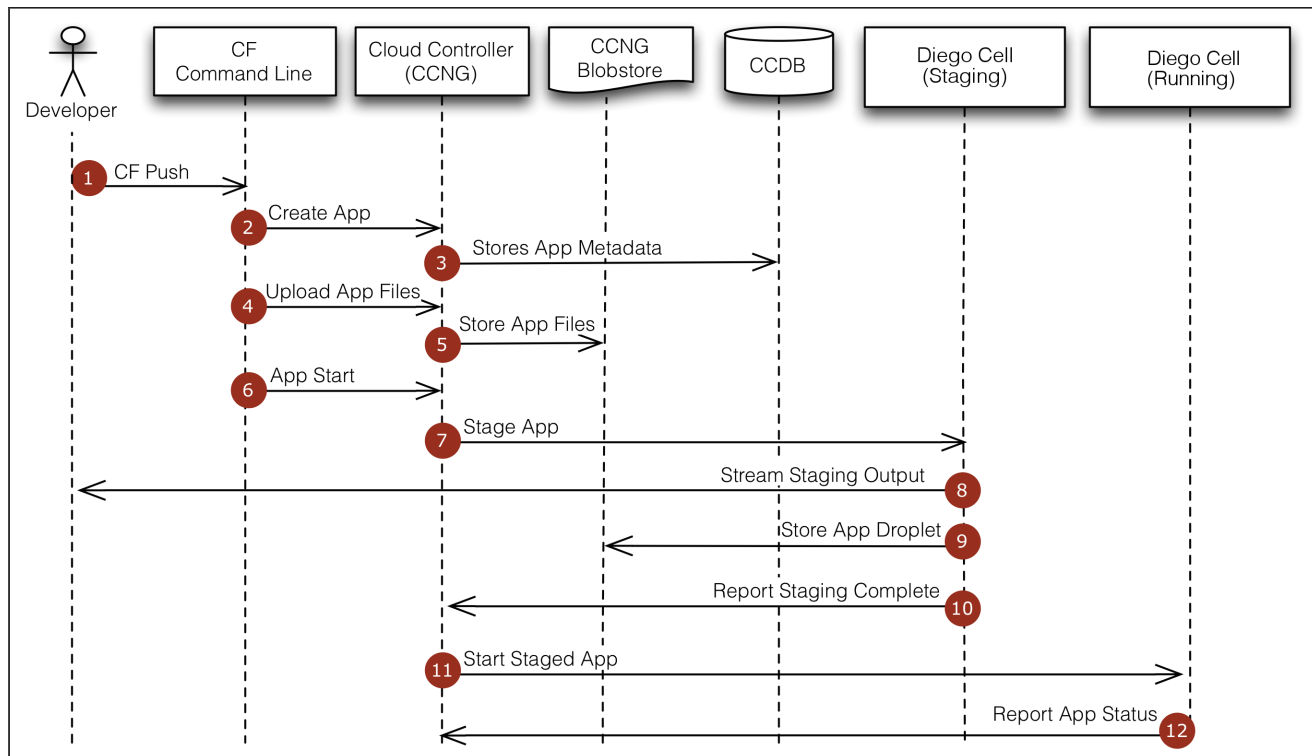 Developer
CF
Command Line
Cloud Controller
(CCNG)
CCNG
Blobstore
CCDB
Diego Cell
(Staging)
Diego Cell
(Running)
1 CF Push
2 Create App
3 Stores App Metadata
4 Upload App Files
5 Store App Files
6 App Start
7 Stage App
Stream Staging Output 8
Store App Droplet 9
Report Staging Complete 10
11 Start Staged App
Report App Status 12